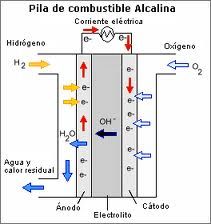 Pila de combustible Alcalina
Corriente eléctrica
Hidrógeno
Oxígeno
H2
e-
e-
O2
e-
e-
e-
e-
OH-
H2O
e-
Agua y
calor residual
e-
e-
Ánodo
Cátodo
Electrolito